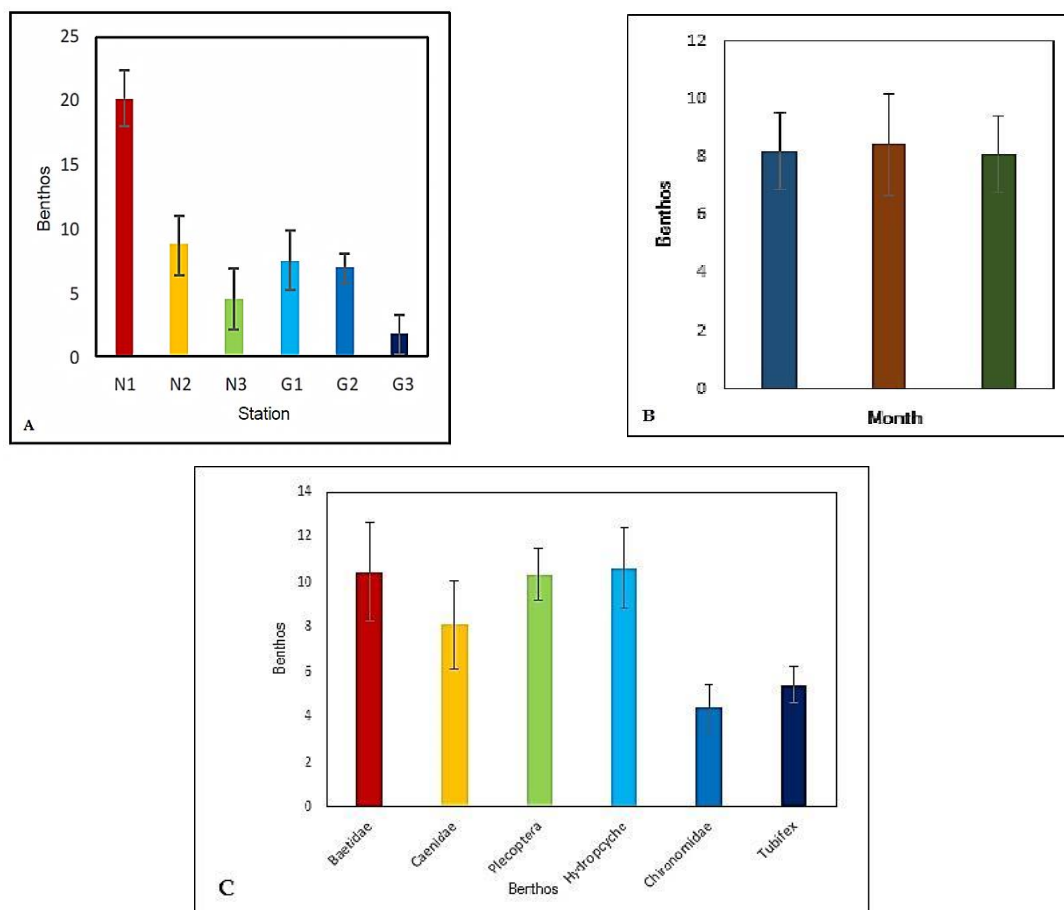 25
20
15
10
5
0
Benthos
N1 N2 N3 G1 G2 G3
Station
A
12
10
8
6
4
2
0
Benthos
Month
B
14
12
10
8
6
4
2
0
Benthos
Baetidae
Caenidae
Plecoptera
Hydropcyche
Chironomidae
Tubifex
Berthos
C